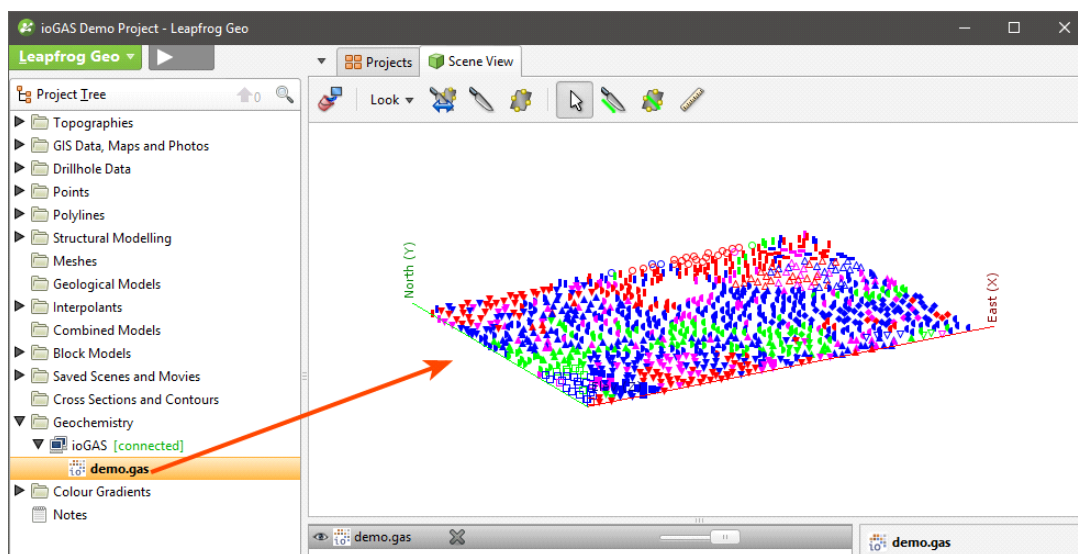 ioGAS Demo Project - Leapfrog Geo
Leapfrog Geo
Projects
Scene View
Project Tree
0
Look
Topographies
GIS Data, Maps and Photos
Drillhole Data
Points
Polylines
Structural Modelling
Meshes
Geological Models
Interpolants
Combined Models
Block Models
Saved Scenes and Movies
Cross Sections and Contours
Geochemistry
ioGAS [connected]
demo.gas
Colour Gradients
Notes
North (Y)
East (X)
demo.gas
demo.gas